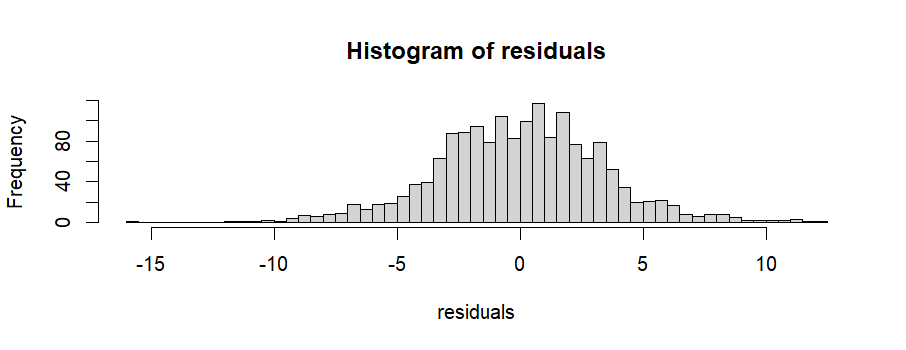 Histogram of residuals
Frequency
0 40 80
-15 -10 -5 0 5 10
residuals